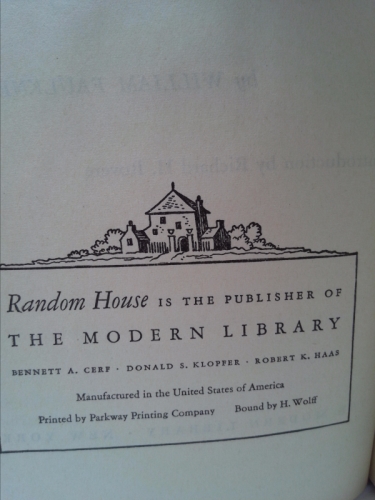 Random House IS THE PUBLISHER OF
THE MODERN LIBRARY
BENNETT A. CERF · DONALD S. KLOPFER · ROBERT K. HAAS
Manufactured in the United States of America
Printed by Parkway Printing Company Bound by H. Wolff